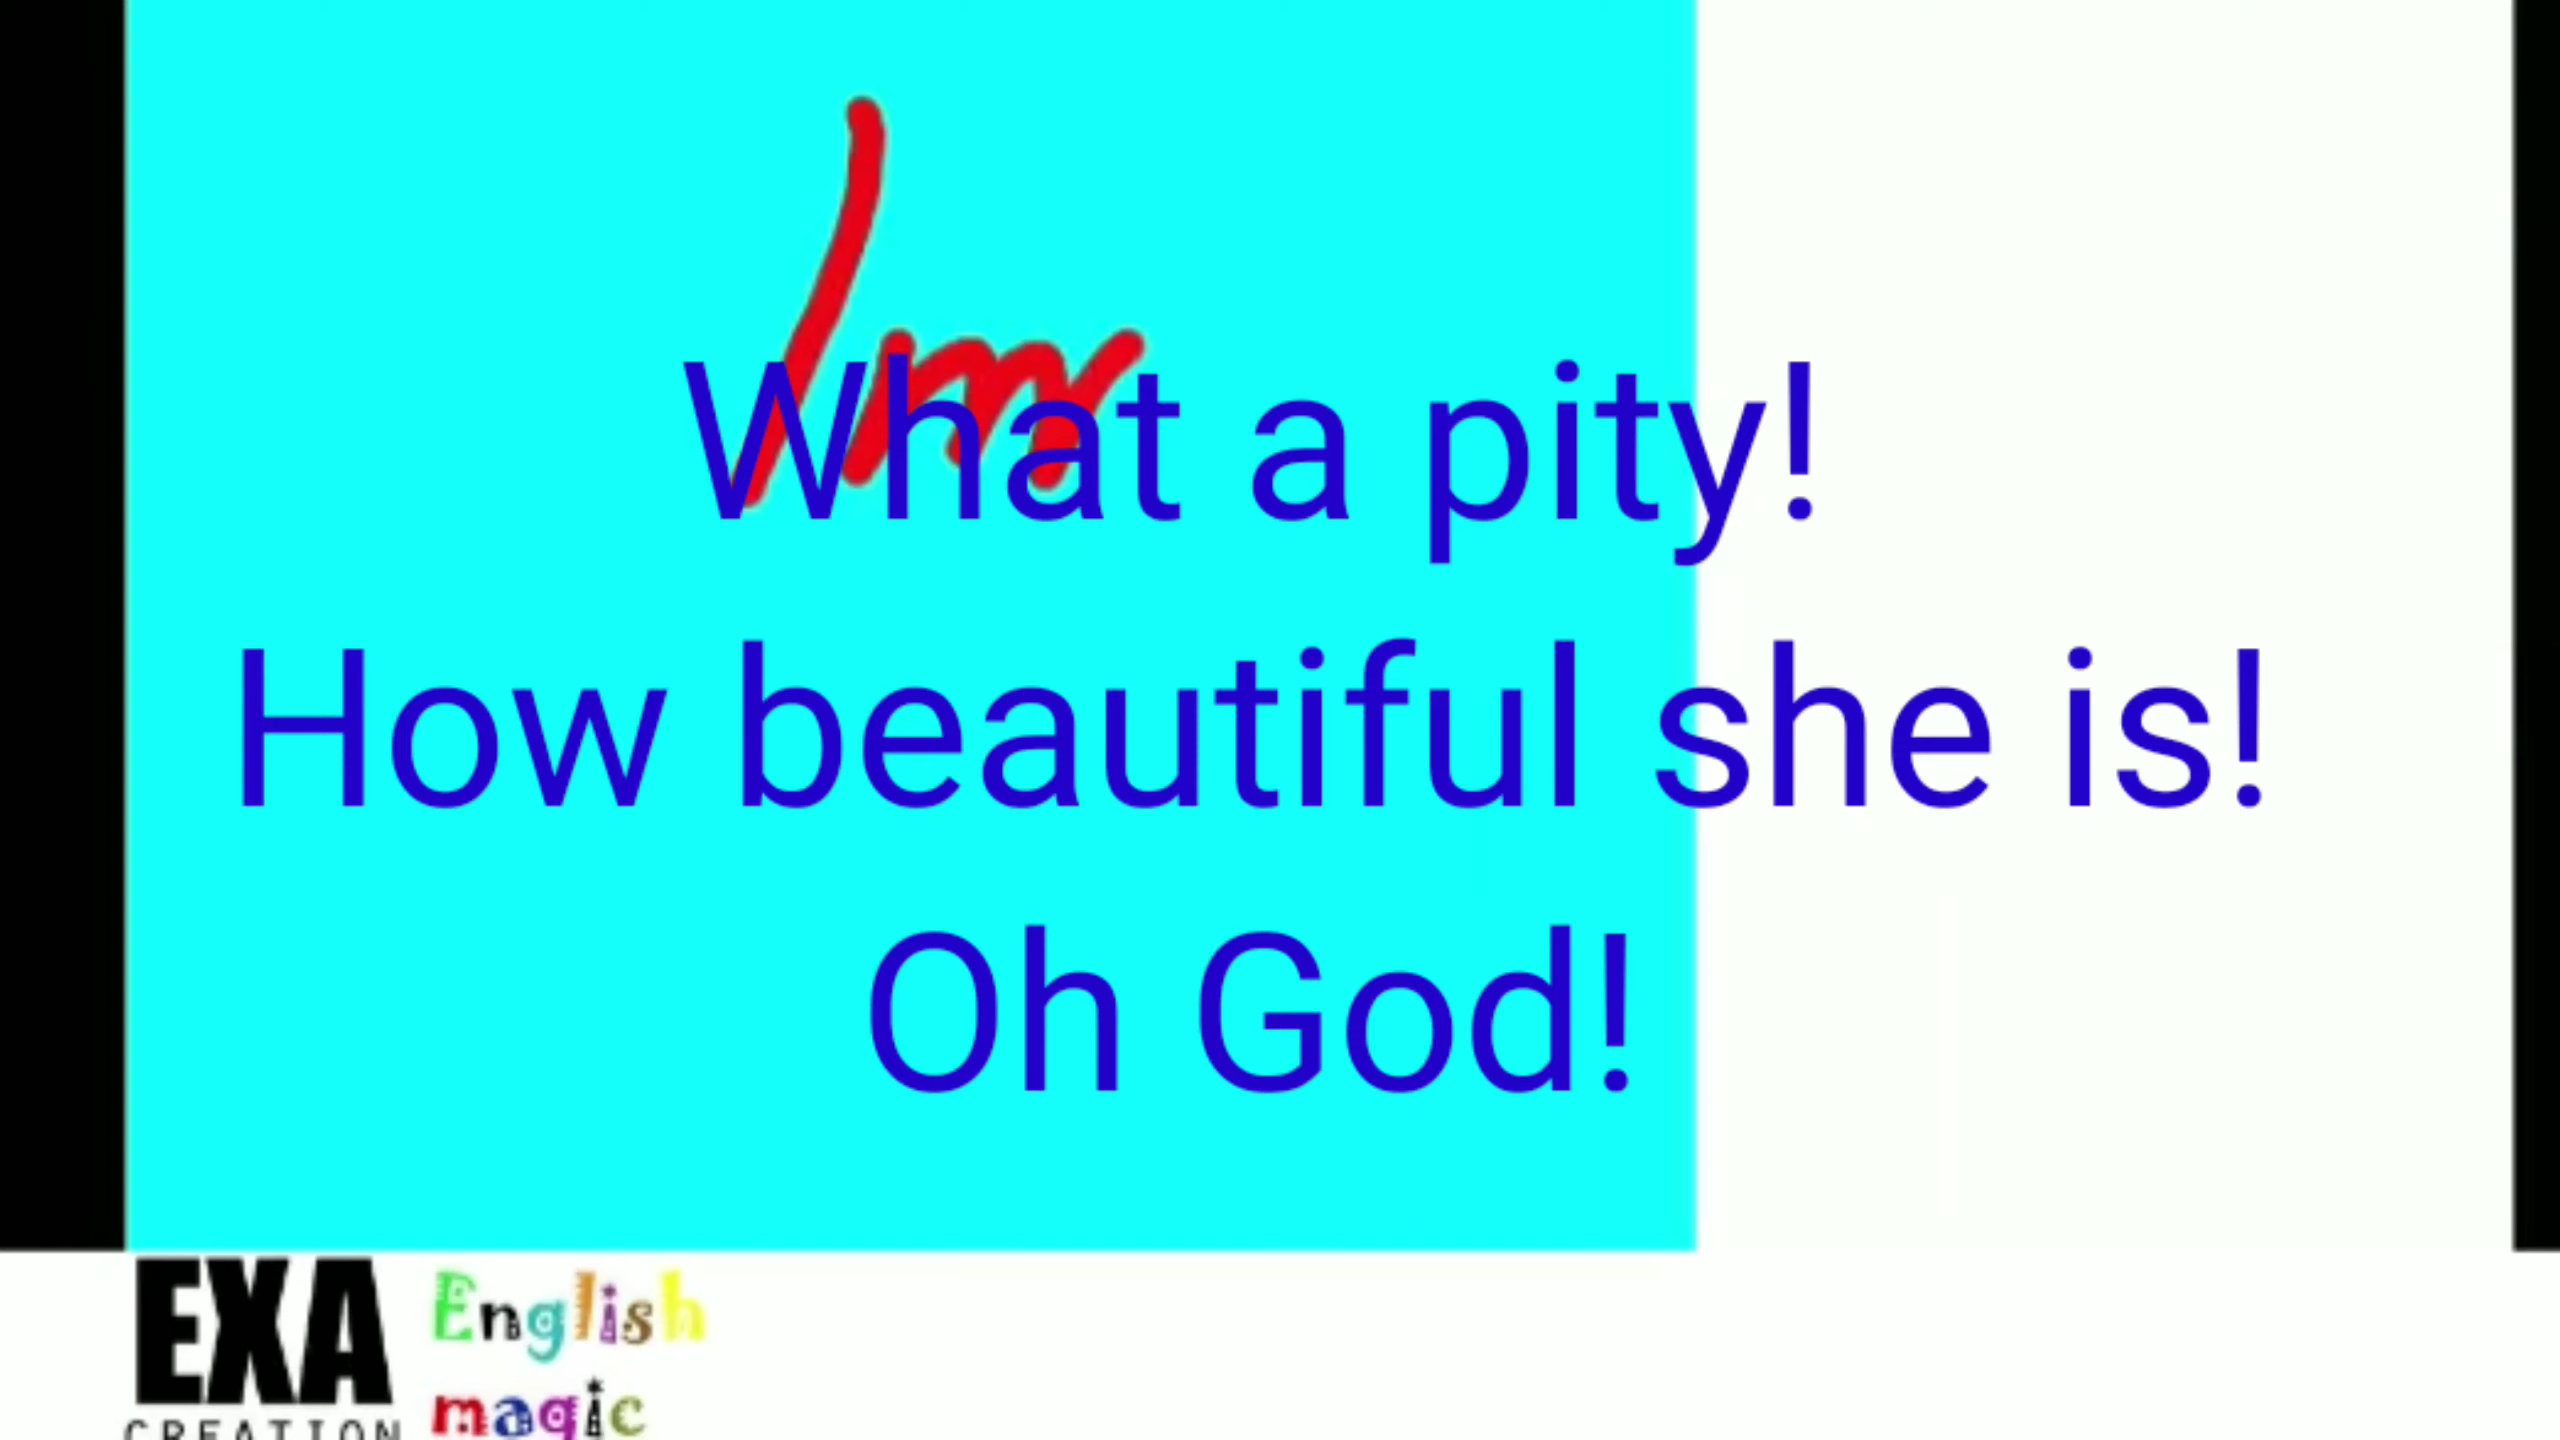 What a pity!
How beautiful she is!
Oh God!
EXA
CREATION
English
magic